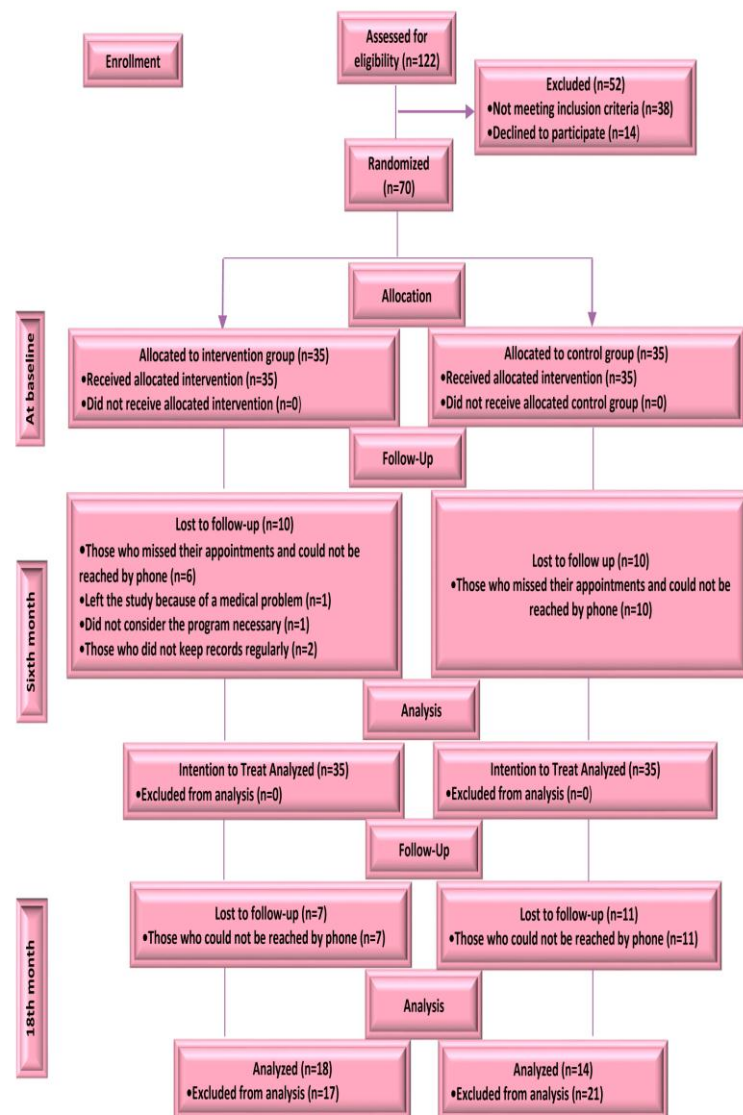 Enrollment
Assessed for
eligibility (n=122)
Excluded (n=52)
•Not meeting inclusion criteria (n=38)
•Declined to participate (n=14)
Randomized
(n=70)
Allocation
At baseline
Allocated to intervention group (n=35)
•Received allocated intervention (n=35)
•Did not receive allocated intervention (n=0)
Allocated to control group (n=35)
•Received allocated intervention (n=35)
•Did not receive allocated control group (n=0)
Follow-Up
Sixth month
Lost to follow-up (n=10)
•Those who missed their appointments and could not be
reached by phone (n=6)
•Left the study because of a medical problem (n=1)
•Did not consider the program necessary (n=1)
•Those who did not keep records regularly (n=2)
Lost to follow up (n=10)
•Those who missed their appointments and could not be
reached by phone (n=10)
Analysis
Intention to Treat Analyzed (n=35)
•Excluded from analysis (n=0)
Intention to Treat Analyzed (n=35)
•Excluded from analysis (n=0)
Follow-Up
18th month
Lost to follow-up (n=7)
•Those who could not be reached by phone (n=7)
Lost to follow-up (n=11)
•Those who could not be reached by phone (n=11)
Analysis
Analyzed (n=18)
•Excluded from analysis (n=17)
Analyzed (n=14)
•Excluded from analysis (n=21)